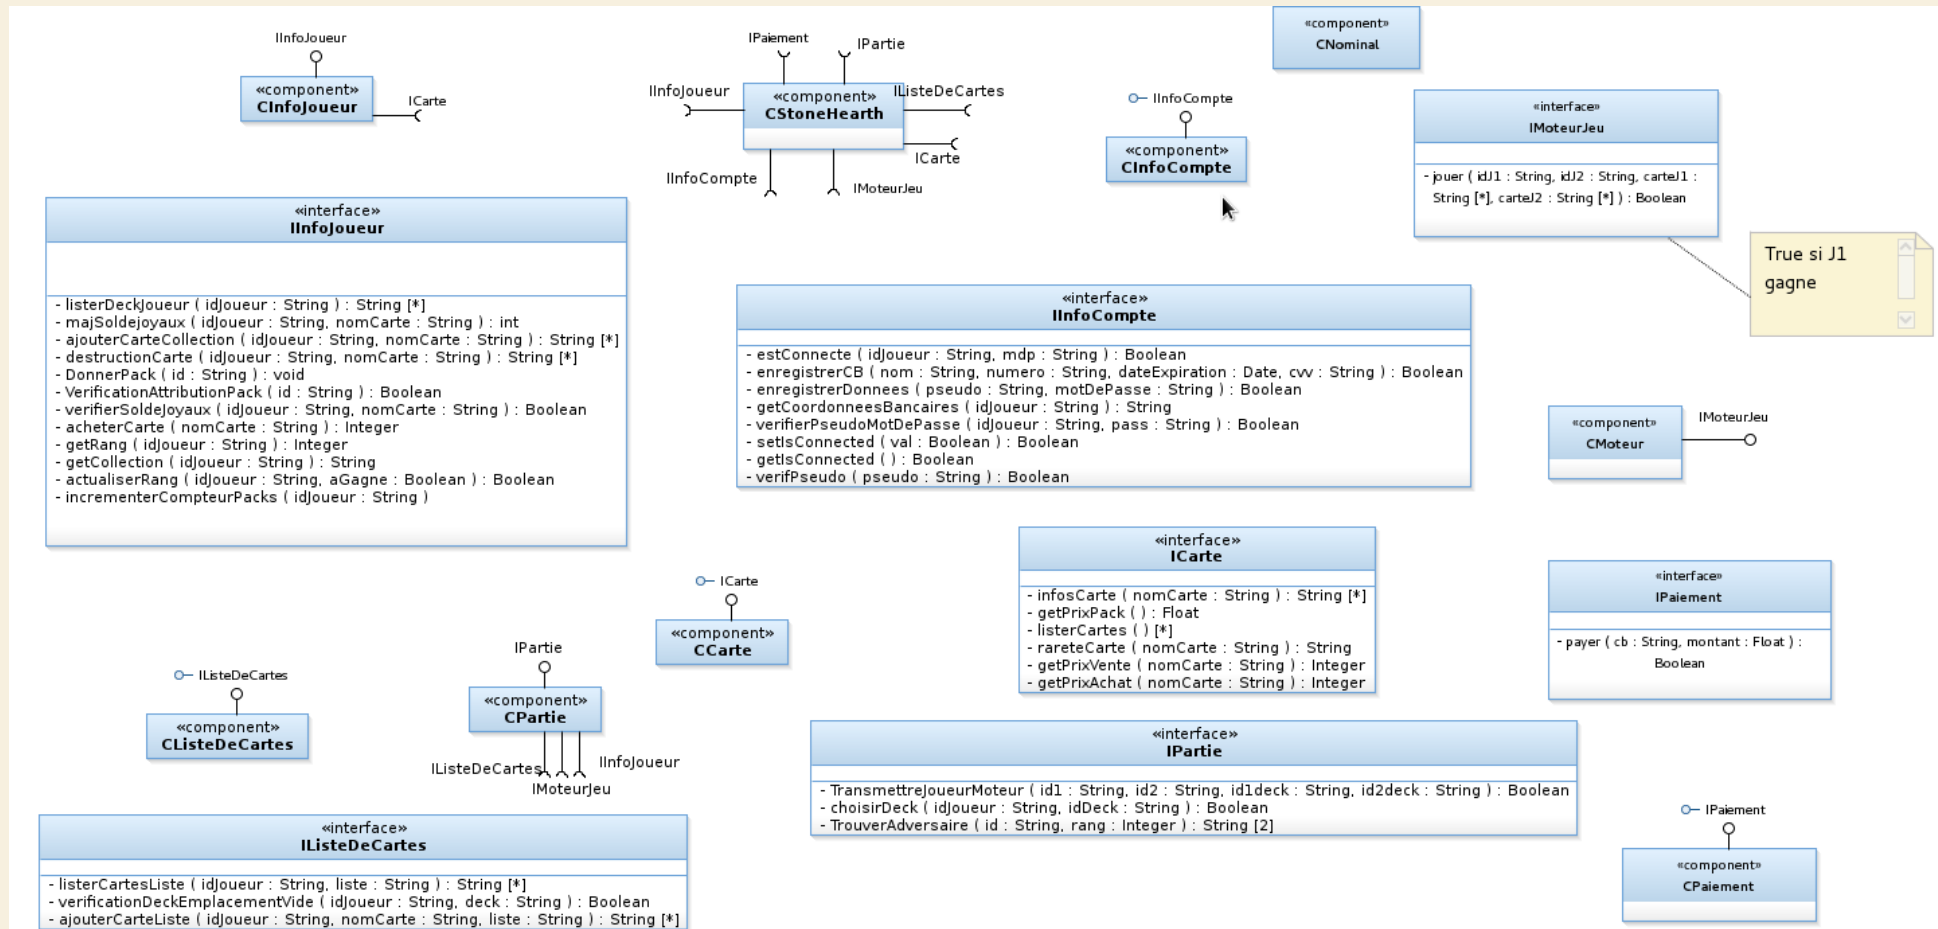 IInfoJoueur
«component»
CInfoJoueur
ICarte
IPaiement
IPartie
IInfoJoueur
IListeDeCartes
«component»
CStoneHearth
ICarte
IInfoCompte
IMoteurJeu
IInfoCompte
«component»
CInfoCompte
«component»
CNominal
«interface»
IMoteurJeu
- jouer ( idJ1 : String, idJ2 : String, carteJ1 :
String [*], carteJ2 : String [*] ) : Boolean
True si J1
gagne
«interface»
IInfoJoueur
- listerDeckJoueur ( idJoueur : String ) : String [*]
- majSoldejoyaux ( idJoueur : String, nomCarte : String ) : int
- ajouterCarteCollection ( idJoueur : String, nomCarte : String ) : String [*]
- destructionCarte ( idJoueur : String, nomCarte : String ) : String [*]
- DonnerPack ( id : String ) : void
- VerificationAttributionPack ( id : String ) : Boolean
- verifierSoldeJoyaux ( idJoueur : String, nomCarte : String ) : Boolean
- acheterCarte ( nomCarte : String ) : Integer
- getRang ( idJoueur : String ) : Integer
- getCollection ( idJoueur : String ) : String
- actualiserRang ( idJoueur : String, aGagne : Boolean ) : Boolean
- incrementerCompteurPacks ( idJoueur : String )
«interface»
IInfoCompte
- estConnecte ( idJoueur : String, mdp : String ) : Boolean
- enregistrerCB ( nom : String, numero : String, dateExpiration : Date, cvv : String ) : Boolean
- enregistrerDonnees ( pseudo : String, motDePasse : String ) : Boolean
- getCoordonneesBancaires ( idJoueur : String ) : String
- verifierPseudoMotDePasse ( idJoueur : String, pass : String ) : Boolean
- setIsConnected ( val : Boolean ) : Boolean
- getIsConnected ( ) : Boolean
- verifPseudo ( pseudo : String ) : Boolean
«component»
CMoteur
IMoteurJeu
«interface»
ICarte
- infosCarte ( nomCarte : String ) : String [*]
- getPrixPack ( ) : Float
- listerCartes ( ) [*]
- rareteCarte ( nomCarte : String ) : String
- getPrixVente ( nomCarte : String ) : Integer
- getPrixAchat ( nomCarte : String ) : Integer
«interface»
IPaiement
- payer ( cb : String, montant : Float ) :
Boolean
ICarte
«component»
CCarte
IPartie
«component»
CPartie
IListeDeCartes
IInfoJoueur
IMoteurJeu
IListeDeCartes
«component»
CListeDeCartes
«interface»
IPartie
- TransmettreJoueurMoteur ( id1 : String, id2 : String, id1deck : String, id2deck : String ) : Boolean
- choisirDeck ( idJoueur : String, idDeck : String ) : Boolean
- TrouverAdversaire ( id : String, rang : Integer ) : String [2]
«interface»
IListeDeCartes
- listerCartesListe ( idJoueur : String, liste : String ) : String [*]
- verificationDeckEmplacementVide ( idJoueur : String, deck : String ) : Boolean
- ajouterCarteListe ( idJoueur : String, nomCarte : String, liste : String ) : String [*]
IPaiement
«component»
CPaiement